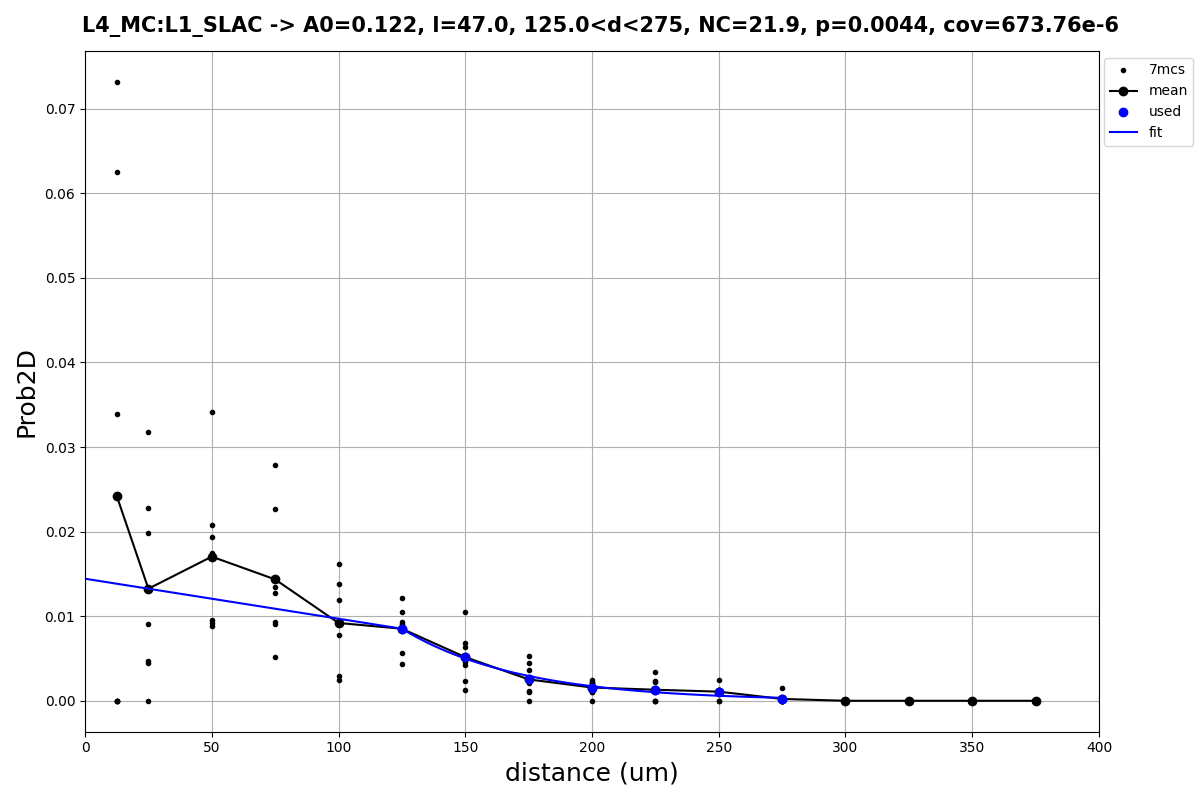 L4_MC:L1_SLAC -> A0=0.122, l=47.0, 125.0<d<275, NC=21.9, p=0.0044, cov=673.76e-6
7mcs
mean
used
fit
0.07
0.06
0.05
0.04
0.03
0.02
0.01
0.00
Prob2D
0 50 100 150 200 250 300 350 400
distance (um)